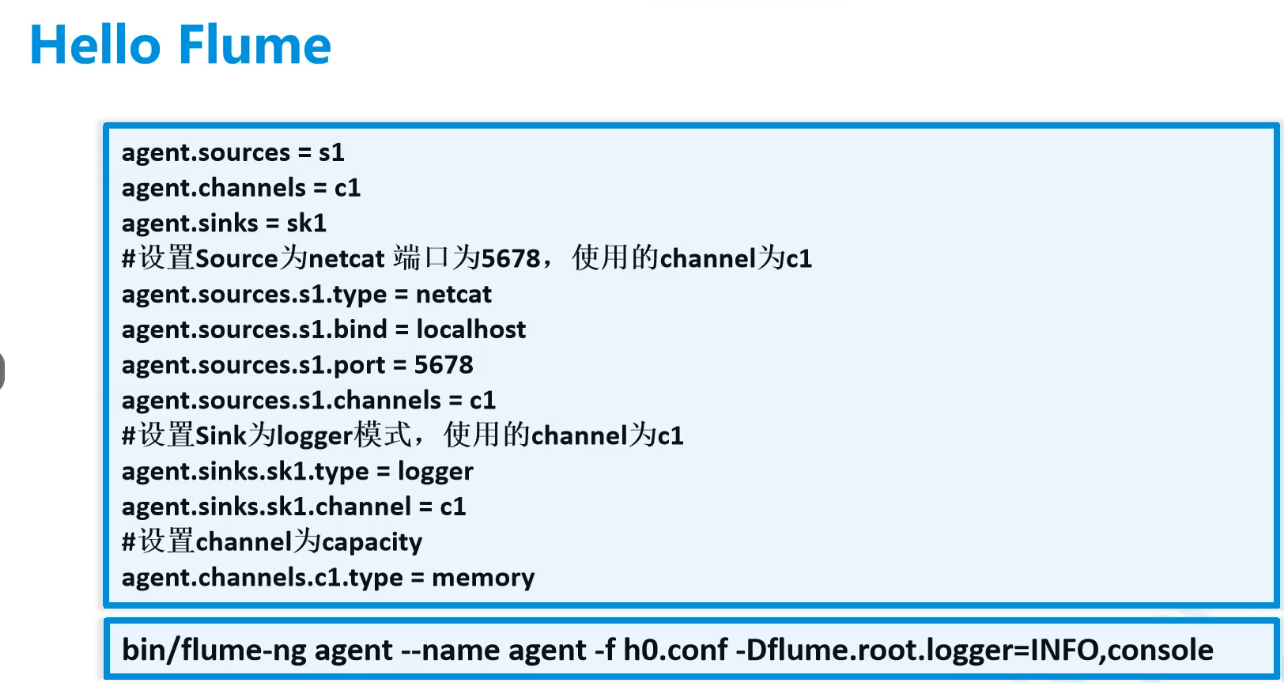 Hello Flume
agent.sources = s1
agent.channels = c1
agent.sinks = sk1
#设置Source为netcat 端口为5678，使用的channel为c1
agent.sources.s1.type = netcat
agent.sources.s1.bind = localhost
agent.sources.s1.port = 5678
agent.sources.s1.channels = c1
#设置Sink为logger模式，使用的channel为c1
agent.sinks.sk1.type = logger
agent.sinks.sk1.channel = c1
#设置channel为capacity
agent.channels.c1.type = memory
bin/flume-ng agent --name agent -f h0.conf -Dflume.root.logger=INFO,console